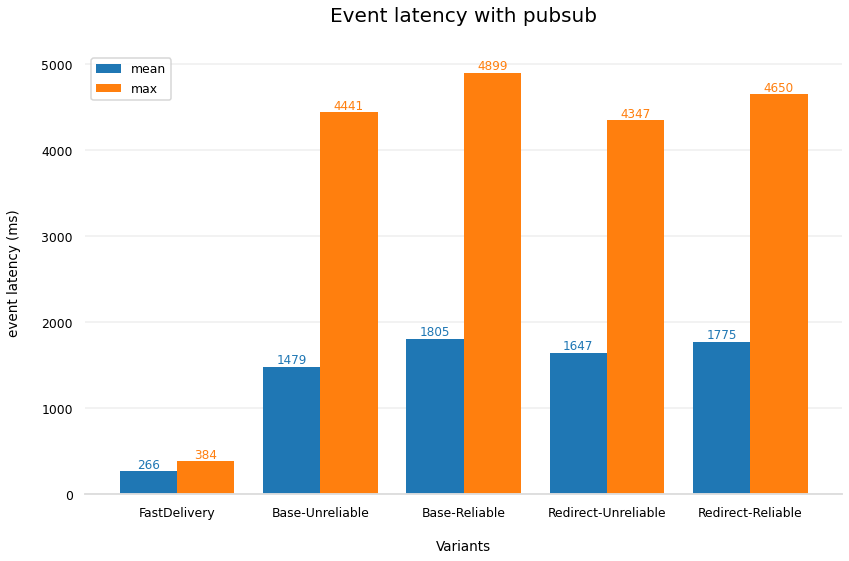 Event latency with pubsub
mean
max
event latency (ms)
5000
4000
3000
2000
1000
0
266
384
1479
4441
1805
4899
1647
4347
1775
4650
FastDelivery
Base-Unreliable
Base-Reliable
Redirect-Unreliable
Redirect-Reliable
Variants